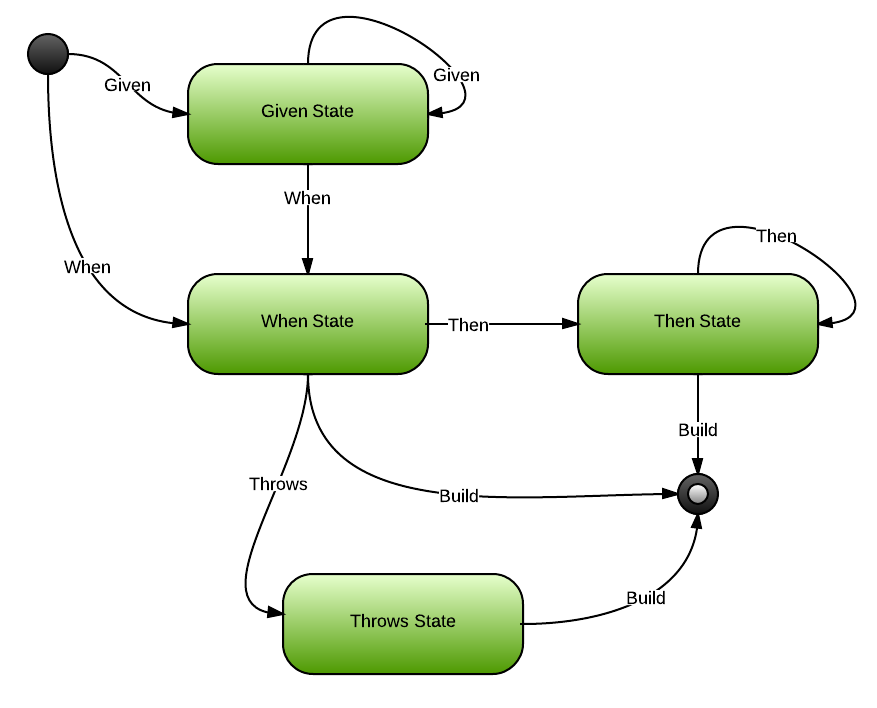 Given
Given State
Given
When
When
When State
Then
Then State
Then
Throws
Build
Build
Throws State
Build